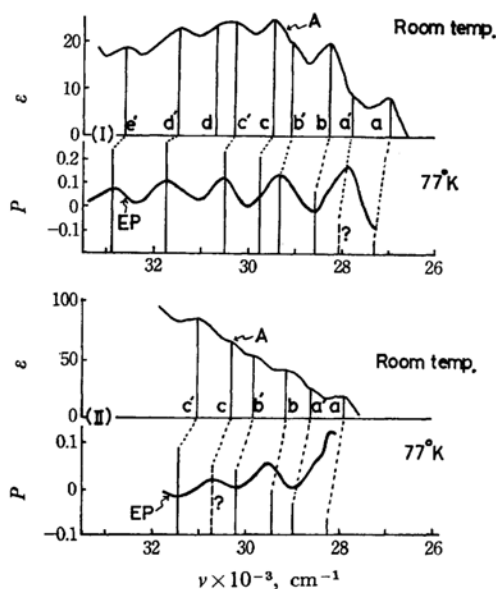 20
10
0
ε
A
Room temp.
(I)
e' d' d c' c b' b a' a
0.2
0.1
0
-0.1
P
EP
77°K
?
32 30 28 26
100
50
0
ε
A
Room temp.
(II)
c' c b' b a' a
0.1
0
-0.1
P
EP
77°K
?
32 30 28 26
ν × 10⁻³, cm⁻¹